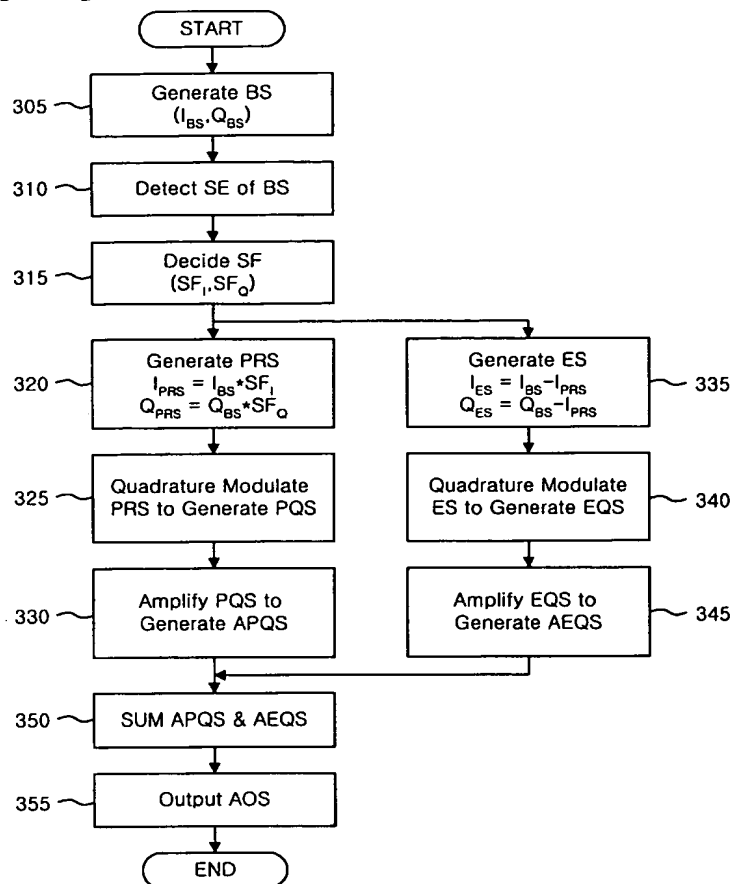 START
305
Generate BS
(I_BS,Q_BS)
310
Detect SE of BS
315
Decide SF
(SF_I,SF_Q)
320
Generate PRS
I_PRS = I_BS*SF_I
Q_PRS = Q_BS*SF_Q
Generate ES
I_ES = I_BS−I_PRS
Q_ES = Q_BS−I_PRS
335
325
Quadrature Modulate
PRS to Generate PQS
Quadrature Modulate
ES to Generate EQS
340
330
Amplify PQS to
Generate APQS
Amplify EQS to
Generate AEQS
345
350
SUM APQS & AEQS
355
Output AOS
END